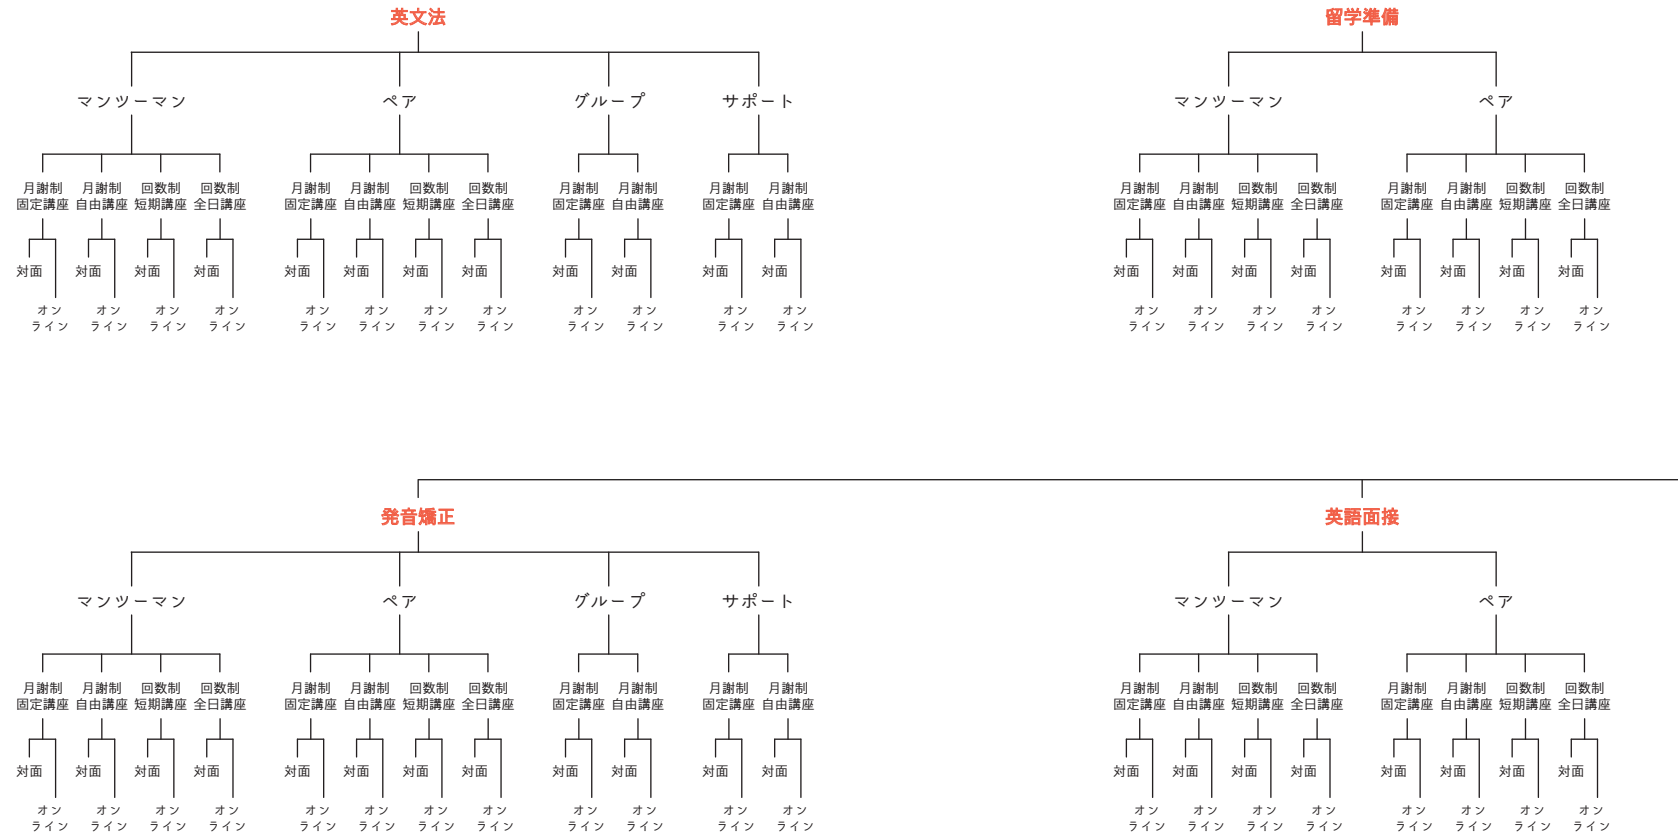 英文法 留学準備
マンツーマン ペア グループ サポート マンツーマン ペア
月謝制 月謝制 回数制 回数制 月謝制 月謝制 回数制 回数制 月謝制 月謝制 月謝制 月謝制 月謝制 月謝制 回数制 回数制 月謝制 月謝制 回数制 回数制
固定講座 自由講座 短期講座 全日講座 固定講座 自由講座 短期講座 全日講座 固定講座 自由講座 固定講座 自由講座 固定講座 自由講座 短期講座 全日講座 固定講座 自由講座 短期講座 全日講座
対面 対面 対面 対面 対面 対面 対面 対面 対面 対面 対面 対面 対面 対面 対面 対面 対面 対面 対面 対面
オン オン オン オン オン オン オン オン オン オン オン オン オン オン オン オン オン オン オン オン
ライン ライン ライン ライン ライン ライン ライン ライン ライン ライン ライン ライン ライン ライン ライン ライン ライン ライン ライン ライン
発音矯正 英語面接
マンツーマン ペア グループ サポート マンツーマン ペア
月謝制 月謝制 回数制 回数制 月謝制 月謝制 回数制 回数制 月謝制 月謝制 月謝制 月謝制 月謝制 月謝制 回数制 回数制 月謝制 月謝制 回数制 回数制
固定講座 自由講座 短期講座 全日講座 固定講座 自由講座 短期講座 全日講座 固定講座 自由講座 固定講座 自由講座 固定講座 自由講座 短期講座 全日講座 固定講座 自由講座 短期講座 全日講座
対面 対面 対面 対面 対面 対面 対面 対面 対面 対面 対面 対面 対面 対面 対面 対面 対面 対面 対面 対面
オン オン オン オン オン オン オン オン オン オン オン オン オン オン オン オン オン オン オン オン
ライン ライン ライン ライン ライン ライン ライン ライン ライン ライン ライン ライン ライン ライン ライン ライン ライン ライン ライン ライン